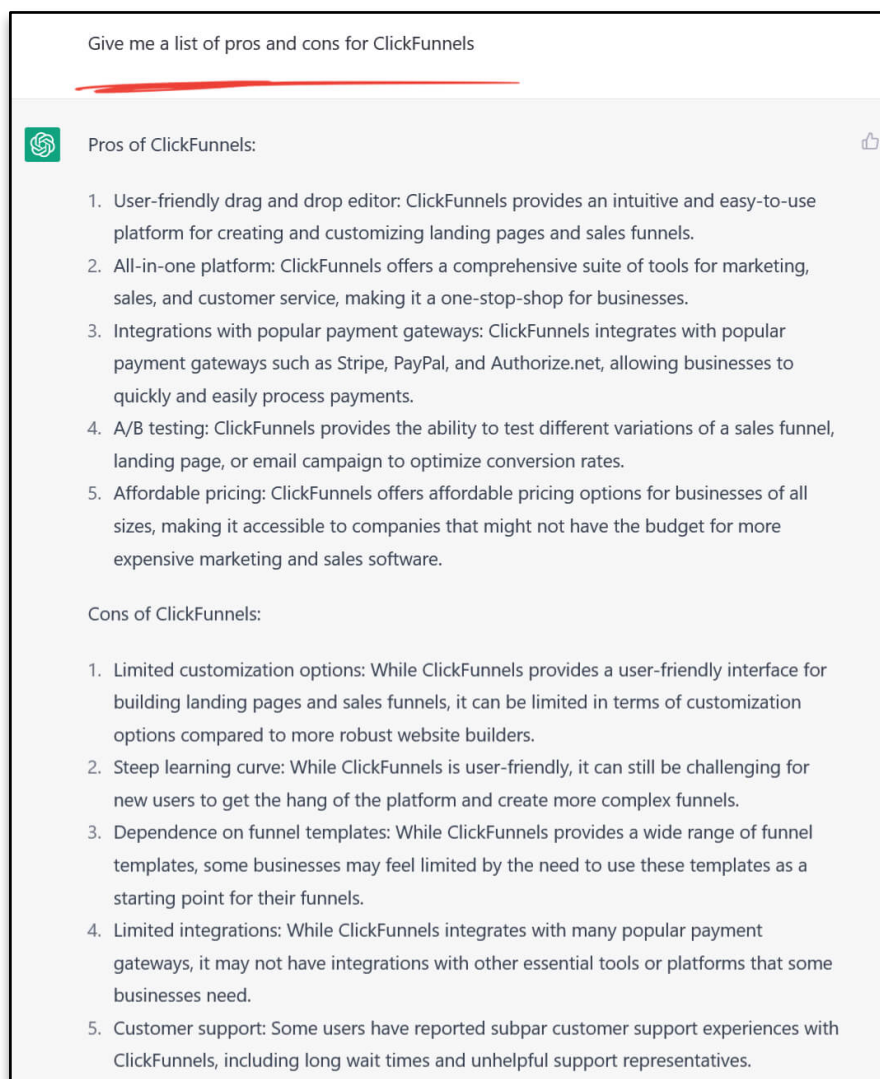 Give me a list of pros and cons for ClickFunnels
Pros of ClickFunnels:
1. User-friendly drag and drop editor: ClickFunnels provides an intuitive and easy-to-use
platform for creating and customizing landing pages and sales funnels.
2. All-in-one platform: ClickFunnels offers a comprehensive suite of tools for marketing,
sales, and customer service, making it a one-stop-shop for businesses.
3. Integrations with popular payment gateways: ClickFunnels integrates with popular
payment gateways such as Stripe, PayPal, and Authorize.net, allowing businesses to
quickly and easily process payments.
4. A/B testing: ClickFunnels provides the ability to test different variations of a sales funnel,
landing page, or email campaign to optimize conversion rates.
5. Affordable pricing: ClickFunnels offers affordable pricing options for businesses of all
sizes, making it accessible to companies that might not have the budget for more
expensive marketing and sales software.
Cons of ClickFunnels:
1. Limited customization options: While ClickFunnels provides a user-friendly interface for
building landing pages and sales funnels, it can be limited in terms of customization
options compared to more robust website builders.
2. Steep learning curve: While ClickFunnels is user-friendly, it can still be challenging for
new users to get the hang of the platform and create more complex funnels.
3. Dependence on funnel templates: While ClickFunnels provides a wide range of funnel
templates, some businesses may feel limited by the need to use these templates as a
starting point for their funnels.
4. Limited integrations: While ClickFunnels integrates with many popular payment
gateways, it may not have integrations with other essential tools or platforms that some
businesses need.
5. Customer support: Some users have reported subpar customer support experiences with
ClickFunnels, including long wait times and unhelpful support representatives.